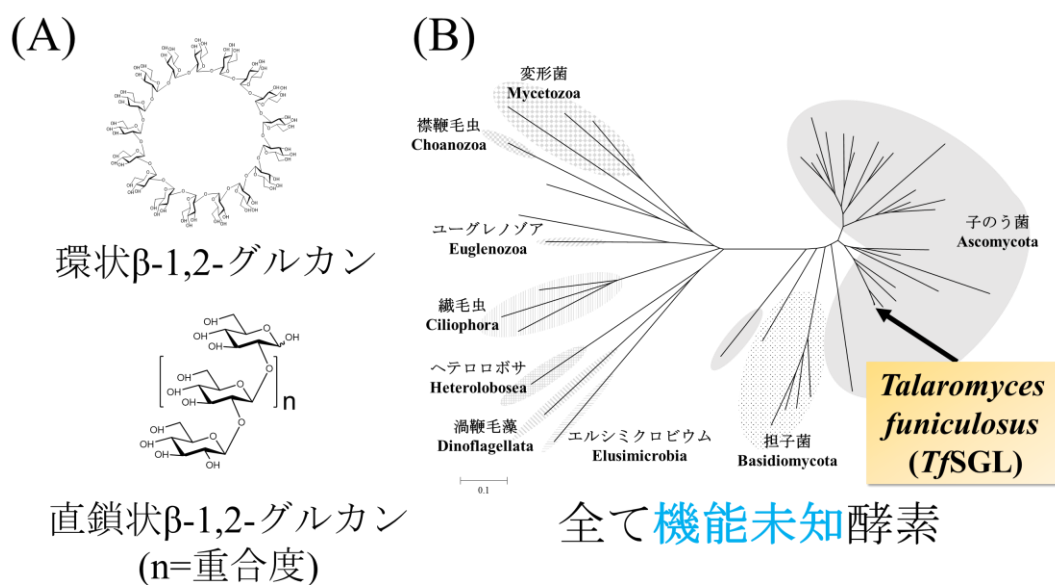 (A)
環状β-1,2-グルカン
n
直鎖状β-1,2-グルカン
(n=重合度)
(B)
変形菌
Mycetozoa
襟鞭毛虫
Choanozoa
ユーグレノゾア
Euglenozoa
繊毛虫
Ciliophora
ヘテロロボサ
Heterolobosea
渦鞭毛藻
Dinoflagellata
エルシミクロビウム
Elusimicrobia
担子菌
Basidiomycota
子のう菌
Ascomycota
Talaromyces
funiculosus
(TfSGL)
0.1
全て機能未知酵素